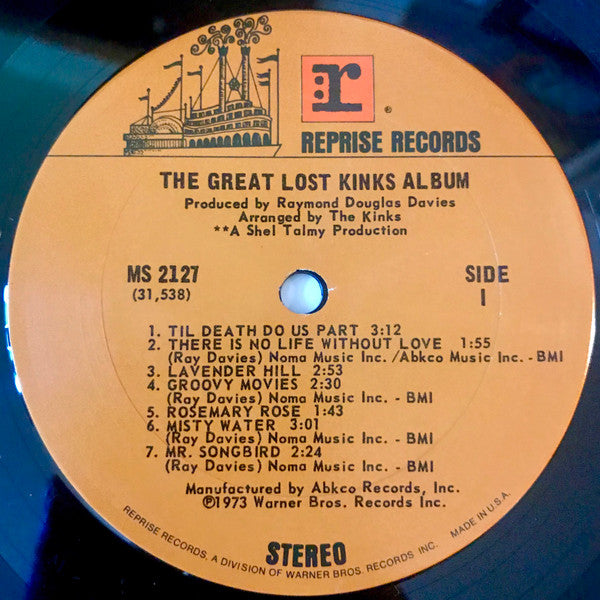 r ®
REPRISE RECORDS
THE GREAT LOST KINKS ALBUM
Produced by Raymond Douglas Davies
Arranged by The Kinks
**A Shel Talmy Production
MS 2127
(31,538)
SIDE
1
1. TIL DEATH DO US PART 3:12
2. THERE IS NO LIFE WITHOUT LOVE 1:55
(Ray Davies) Noma Music Inc. /Abkco Music Inc. - BMI
3. LAVENDER HILL 2:53
4. GROOVY MOVIES 2:30
(Ray Davies) Noma Music Inc. - BMI
5. ROSEMARY ROSE 1:43
6. MISTY WATER 3:01
(Ray Davies) Noma Music Inc. - BMI
7. MR. SONGBIRD 2:24
(Ray Davies) Noma Music Inc. - BMI
Manufactured by Abkco Records, Inc.
℗1973 Warner Bros. Records Inc.
STEREO
REPRISE RECORDS, A DIVISION OF WARNER BROS. RECORDS INC. MADE IN U.S.A.